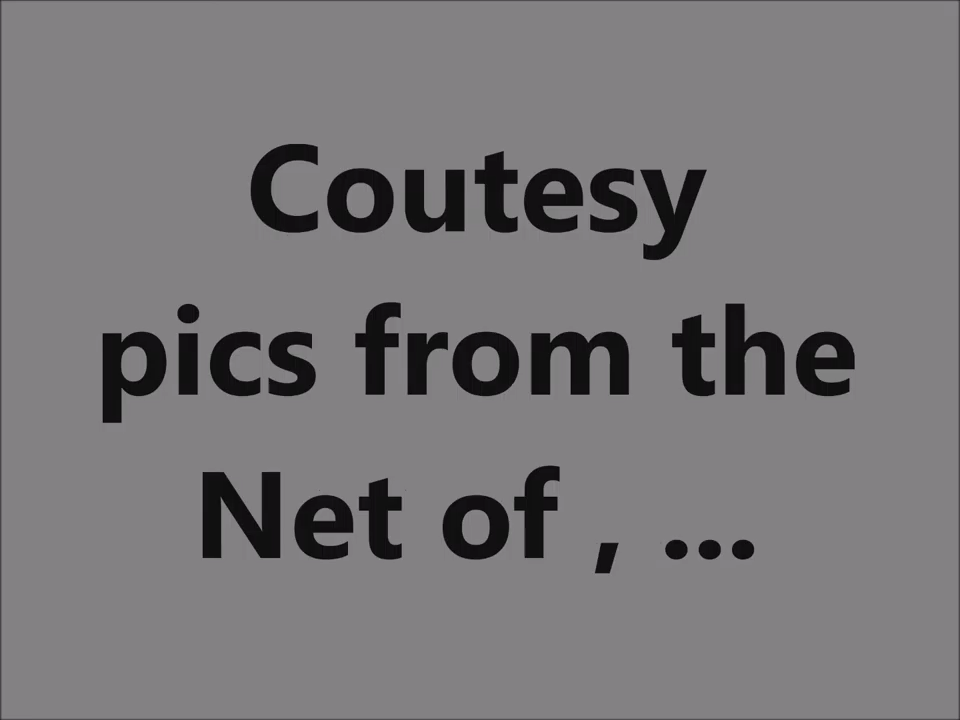 Coutesy
pics from the
Net of , ...